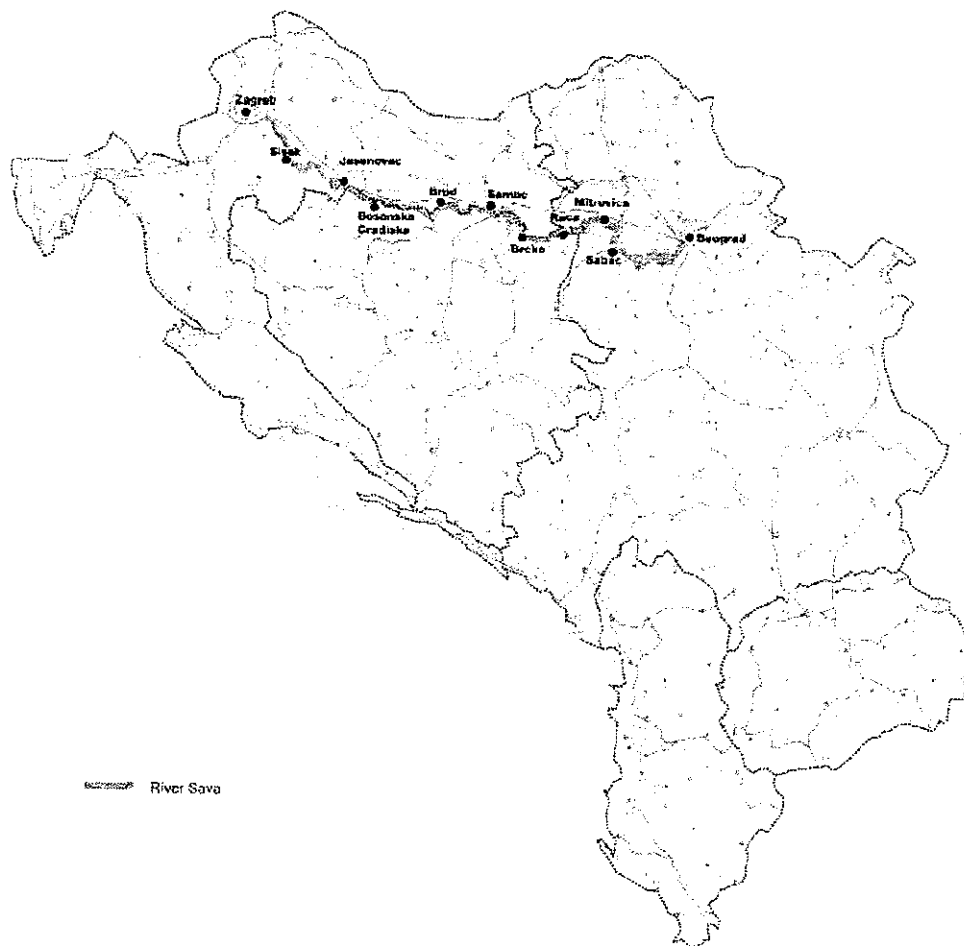 Zagreb
Sisak
Jasenovac
Bosanska
Gradiska
Brod
Samac
Brcko
Raca
Mitrovica
Sabac
Beograd
River Sava